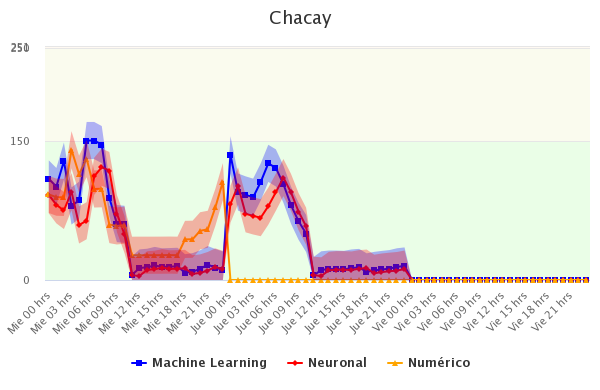 Chacay
250
150
0
Mie 00 hrs
Mie 03 hrs
Mie 06 hrs
Mie 09 hrs
Mie 12 hrs
Mie 15 hrs
Mie 18 hrs
Mie 21 hrs
Jue 00 hrs
Jue 03 hrs
Jue 06 hrs
Jue 09 hrs
Jue 12 hrs
Jue 15 hrs
Jue 18 hrs
Jue 21 hrs
Vie 00 hrs
Vie 03 hrs
Vie 06 hrs
Vie 09 hrs
Vie 12 hrs
Vie 15 hrs
Vie 18 hrs
Vie 21 hrs
Machine Learning Neuronal Numérico